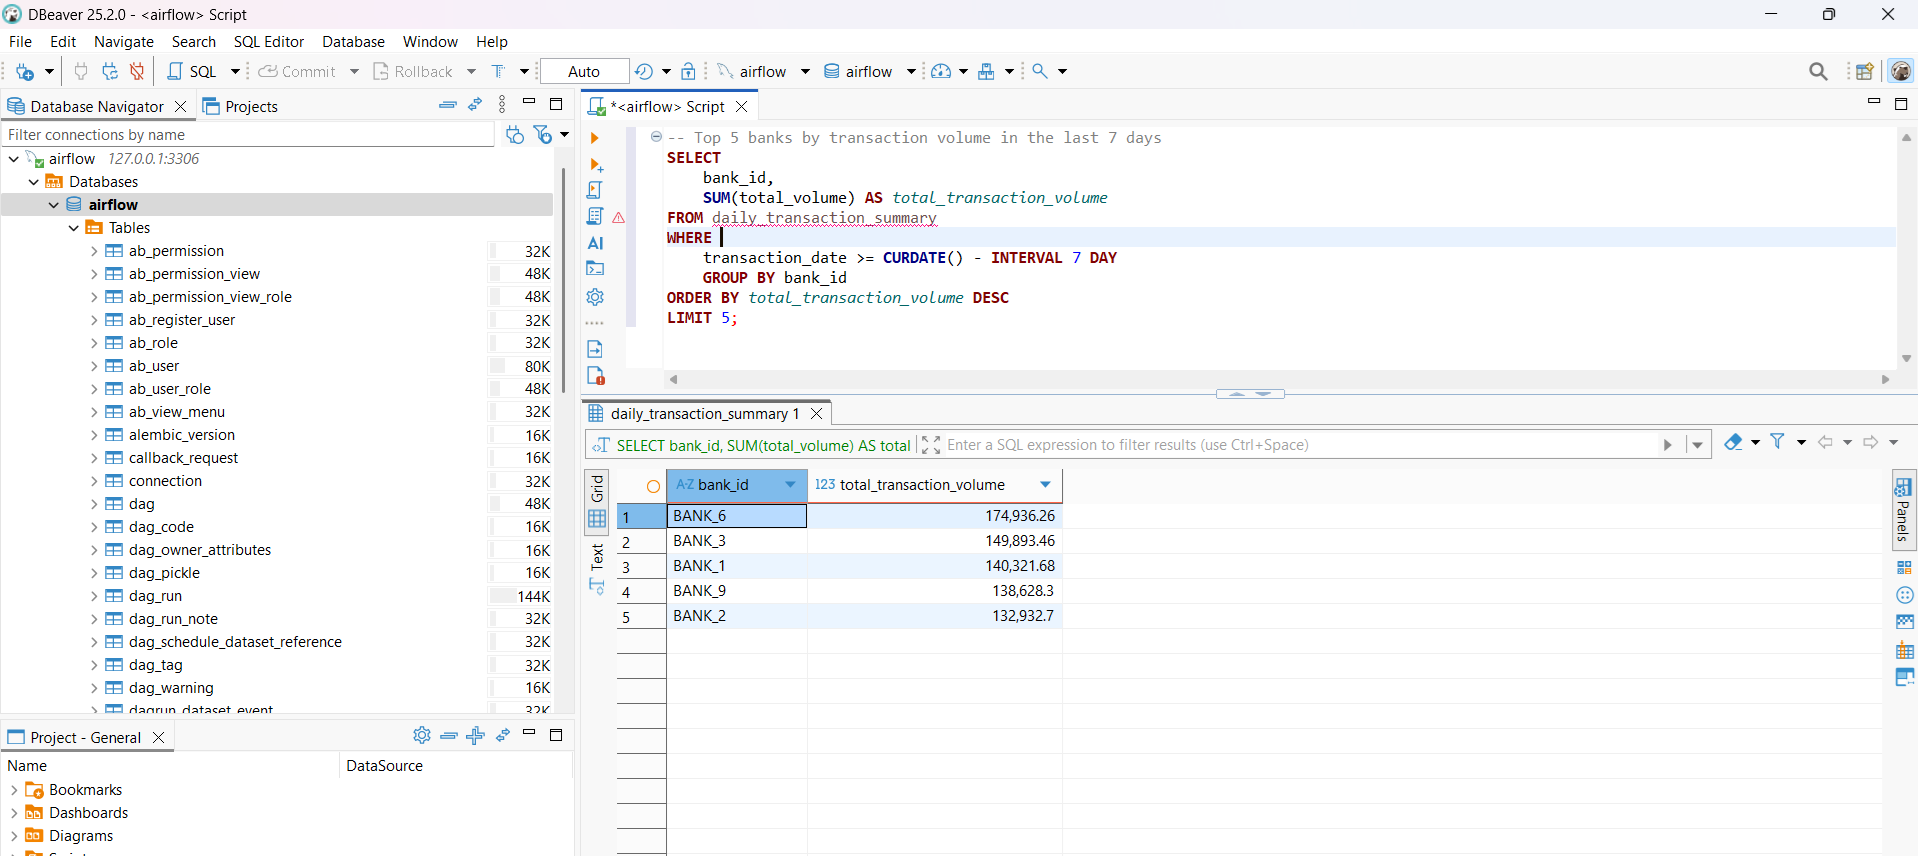 DBeaver 25.2.0 - <airflow> Script
File Edit Navigate Search SQL Editor Database Window Help
SQL Commit Rollback Auto airflow airflow
Database Navigator Projects
Filter connections by name
airflow 127.0.0.1:3306
Databases
airflow
Tables
ab_permission 32K
ab_permission_view 48K
ab_permission_view_role 48K
ab_register_user 32K
ab_role 32K
ab_user 80K
ab_user_role 48K
ab_view_menu 32K
alembic_version 16K
callback_request 16K
connection 32K
dag 48K
dag_code 16K
dag_owner_attributes 16K
dag_pickle 16K
dag_run 144K
dag_run_note 32K
dag_schedule_dataset_reference 32K
dag_tag 32K
dag_warning 16K
dagrun_dataset_event 32K
Project - General
Name DataSource
Bookmarks
Dashboards
Diagrams
*<airflow> Script
AI
-- Top 5 banks by transaction volume in the last 7 days
SELECT
bank_id,
SUM(total_volume) AS total_transaction_volume
FROM daily_transaction_summary
WHERE
transaction_date >= CURDATE() - INTERVAL 7 DAY
GROUP BY bank_id
ORDER BY total_transaction_volume DESC
LIMIT 5;
daily_transaction_summary 1
SELECT bank_id, SUM(total_volume) AS total Enter a SQL expression to filter results (use Ctrl+Space)
Grid
Text
Panels
A-Z bank_id 123 total_transaction_volume
1 BANK_6 174,936.26
2 BANK_3 149,893.46
3 BANK_1 140,321.68
4 BANK_9 138,628.3
5 BANK_2 132,932.7